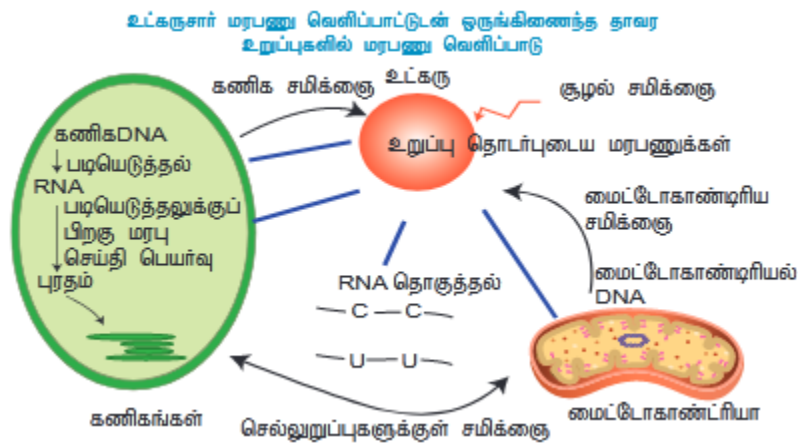 உட்கருசார் மரபணு வெளிப்பாட்டுடன் ஒருங்கிணைந்த தாவர
உறுப்புகளில் மரபணு வெளிப்பாடு
கணிக சமிக்ஞை
உட்கரு
சூழல் சமிக்ஞை
உறுப்பு தொடர்புடைய மரபணுக்கள்
கணிகDNA
படியெடுத்தல்
RNA
படியெடுத்தலுக்குப்
பிறகு மரபு
செய்தி பெயர்வு
புரதம்
மைட்டோகாண்டிரிய
சமிக்ஞை
மைட்டோகாண்டிரியல்
DNA
RNA தொகுத்தல்
C — C
U — U
கணிகங்கள்
செல்லுறுப்புகளுக்குள் சமிக்ஞை
மைட்டோகாண்ட்ரியா